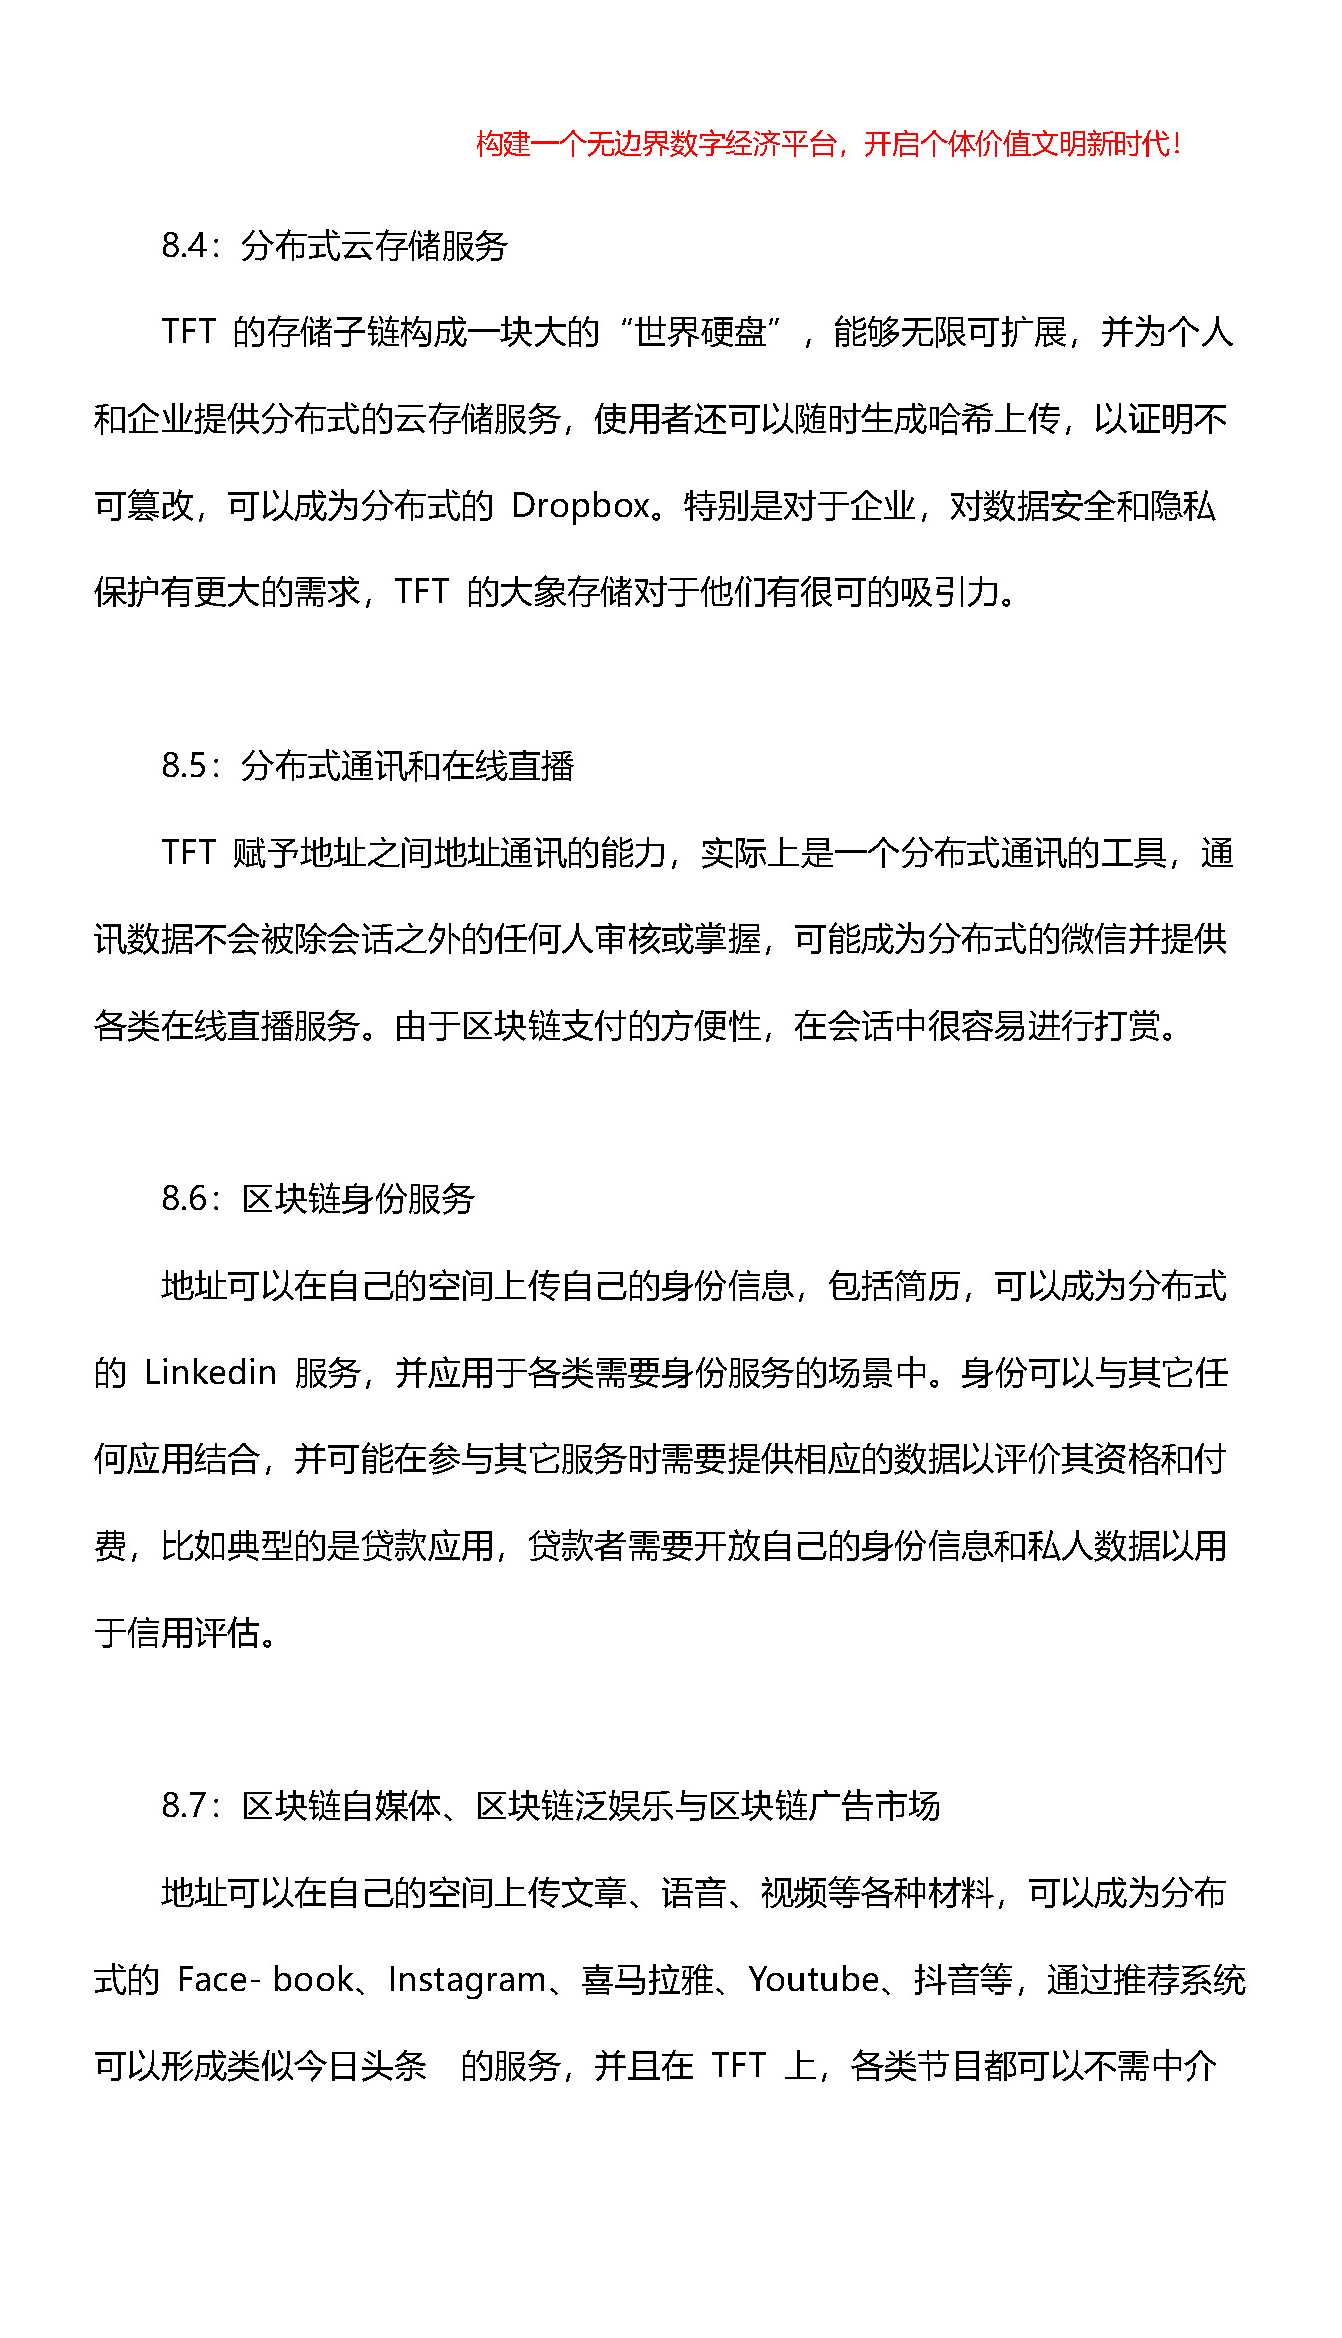 构建一个无边界数字经济平台，开启个体价值文明新时代！
8.4：分布式云存储服务
TFT 的存储子链构成一块大的“世界硬盘”，能够无限可扩展，并为个人
和企业提供分布式的云存储服务，使用者还可以随时生成哈希上传，以证明不
可篡改，可以成为分布式的 Dropbox。特别是对于企业，对数据安全和隐私
保护有更大的需求，TFT 的大象存储对于他们有很可的吸引力。
8.5：分布式通讯和在线直播
TFT 赋予地址之间地址通讯的能力，实际上是一个分布式通讯的工具，通
讯数据不会被除会话之外的任何人审核或掌握，可能成为分布式的微信并提供
各类在线直播服务。由于区块链支付的方便性，在会话中很容易进行打赏。
8.6：区块链身份服务
地址可以在自己的空间上传自己的身份信息，包括简历，可以成为分布式
的 Linkedin 服务，并应用于各类需要身份服务的场景中。身份可以与其它任
何应用结合，并可能在参与其它服务时需要提供相应的数据以评价其资格和付
费，比如典型的是贷款应用，贷款者需要开放自己的身份信息和私人数据以用
于信用评估。
8.7：区块链自媒体、区块链泛娱乐与区块链广告市场
地址可以在自己的空间上传文章、语音、视频等各种材料，可以成为分布
式的 Face- book、Instagram、喜马拉雅、Youtube、抖音等，通过推荐系统
可以形成类似今日头条 的服务，并且在 TFT 上，各类节目都可以不需中介